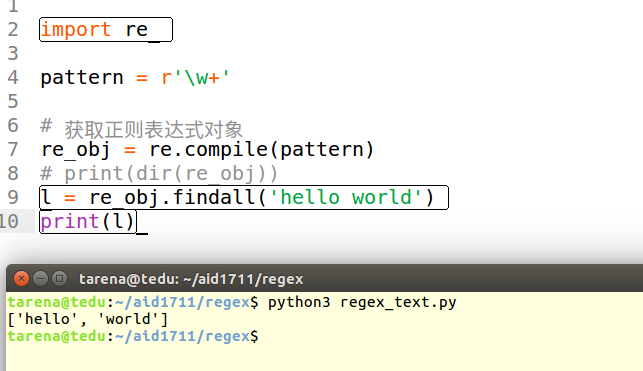 1
2 import re
3
4 pattern = r'\w+'
5
6 # 获取正则表达式对象
7 re_obj = re.compile(pattern)
8 # print(dir(re_obj))
9 l = re_obj.findall('hello world')
10 print(l)
tarena@tedu: ~/aid1711/regex
tarena@tedu:~/aid1711/regex$ python3 regex_text.py
['hello', 'world']
tarena@tedu:~/aid1711/regex$